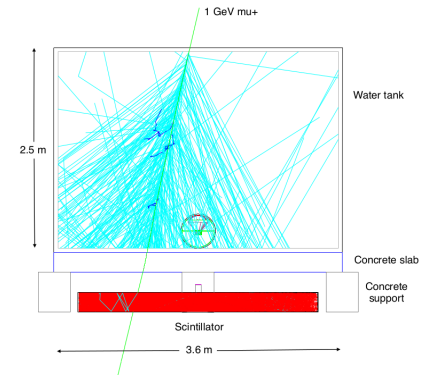 1 GeV mu+
Water tank
2.5 m
Concrete slab
Concrete
support
Scintillator
3.6 m